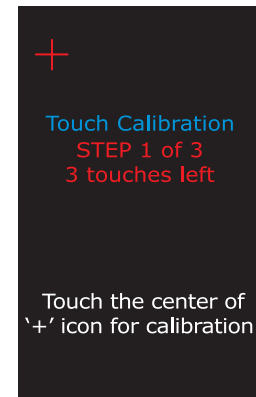 Touch Calibration
STEP 1 of 3
3 touches left
Touch the center of
‘+’ icon for calibration